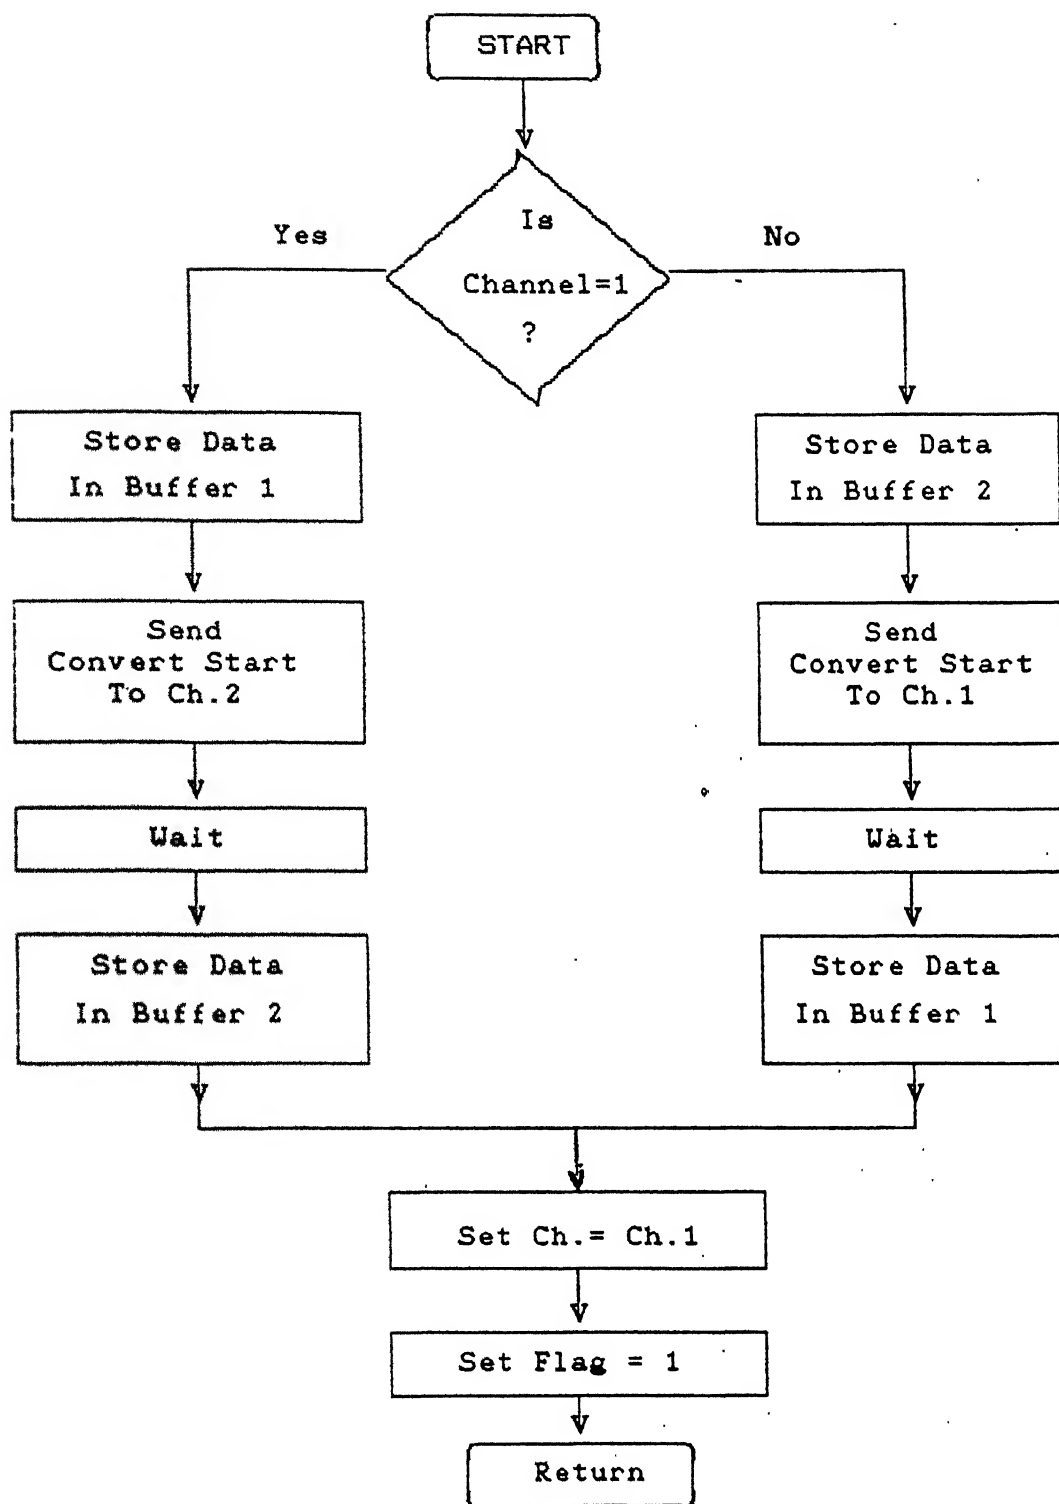 START
Is
Channel=1
?
Yes
No
Store Data
In Buffer 1
Send
Convert Start
To Ch.2
Wait
Store Data
In Buffer 2
Store Data
In Buffer 2
Send
Convert Start
To Ch.1
Wait
Store Data
In Buffer 1
Set Ch.= Ch.1
Set Flag = 1
Return